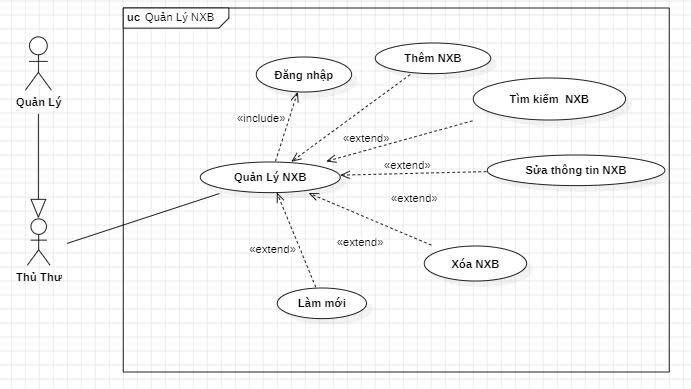 uc Quản Lý NXB
Thêm NXB
Đăng nhập
Tìm kiếm NXB
Quản Lý
«include»
«extend»
«extend»
Sửa thông tin NXB
Quản Lý NXB
«extend»
«extend»
«extend»
Xóa NXB
Thủ Thư
Làm mới